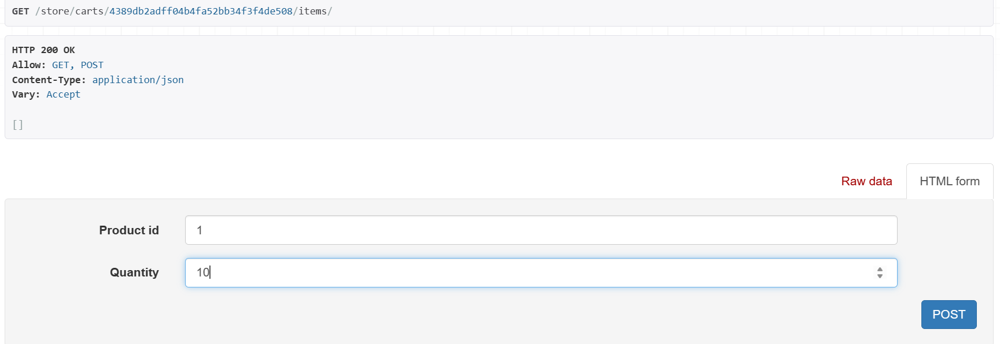 GET /store/carts/4389db2adff04b4fa52bb34f3f4de508/items/
HTTP 200 OK
Allow: GET, POST
Content-Type: application/json
Vary: Accept
[]
Raw data
HTML form
Product id
1
Quantity
10
POST